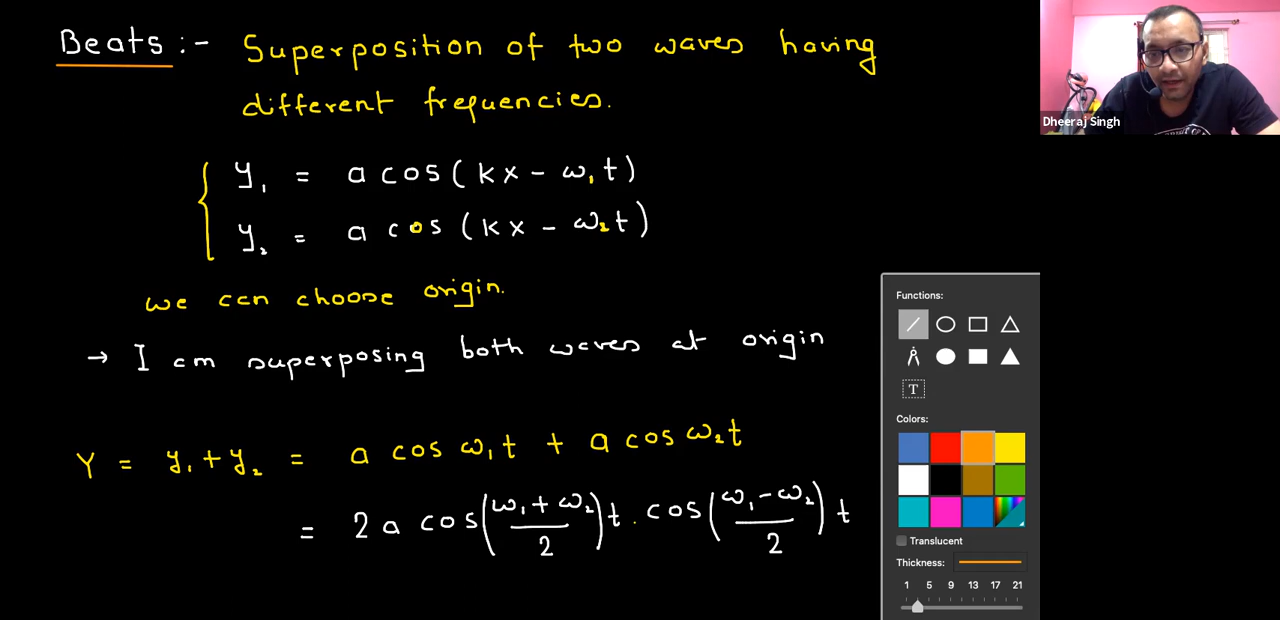 Beats :- Superposition of two waves having
different frequencies.
y₁ = a cos(kx - ω₁t)
y₂ = a cos(kx - ω₂t)
we can choose origin.
→ I am superposing both waves at origin
Y = y₁ + y₂ = a cos ω₁t + a cos ω₂t
= 2a cos((ω₁ + ω₂)/2)t . cos((ω₁ - ω₂)/2)t
Dheeraj Singh
Functions:
T
Colors:
Translucent
Thickness:
1 5 9 13 17 21